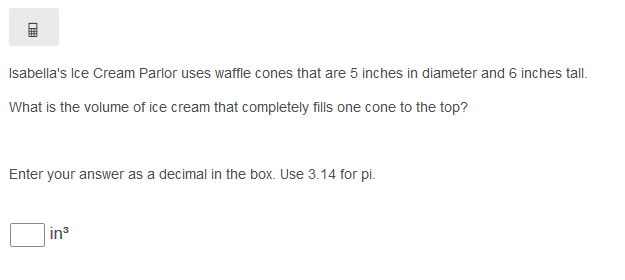 Isabella's Ice Cream Parlor uses waffle cones that are 5 inches in diameter and 6 inches tall.
What is the volume of ice cream that completely fills one cone to the top?
Enter your answer as a decimal in the box. Use 3.14 for pi.
in³